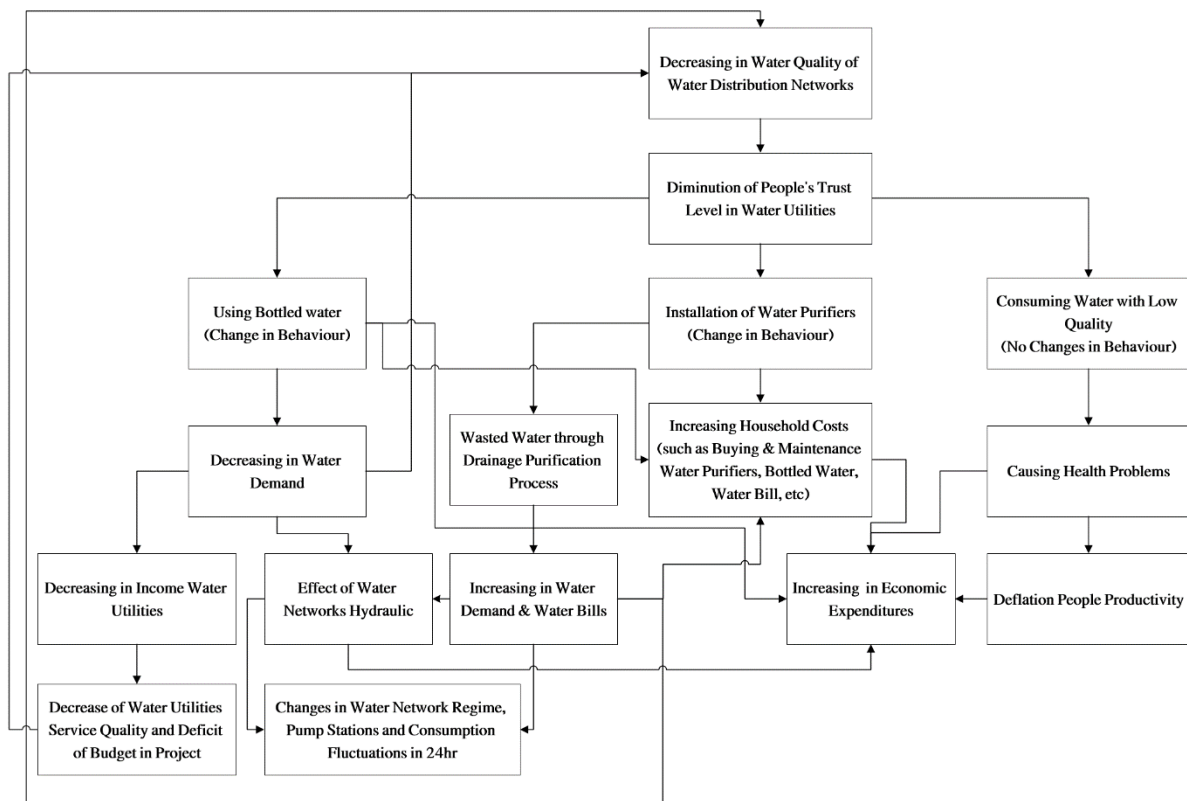 Decreasing in Water Quality of
Water Distribution Networks
Diminution of People's Trust
Level in Water Utilities
Using Bottled water
(Change in Behaviour)
Installation of Water Purifiers
(Change in Behaviour)
Consuming Water with Low
Quality
(No Changes in Behaviour)
Decreasing in Water
Demand
Wasted Water through
Drainage Purification
Process
Increasing Household Costs
(such as Buying & Maintenance
Water Purifiers, Bottled Water,
Water Bill, etc)
Causing Health Problems
Decreasing in Income Water
Utilities
Effect of Water
Networks Hydraulic
Increasing in Water
Demand & Water Bills
Increasing in Economic
Expenditures
Deflation People Productivity
Decrease of Water Utilities
Service Quality and Deficit
of Budget in Project
Changes in Water Network Regime,
Pump Stations and Consumption
Fluctuations in 24hr